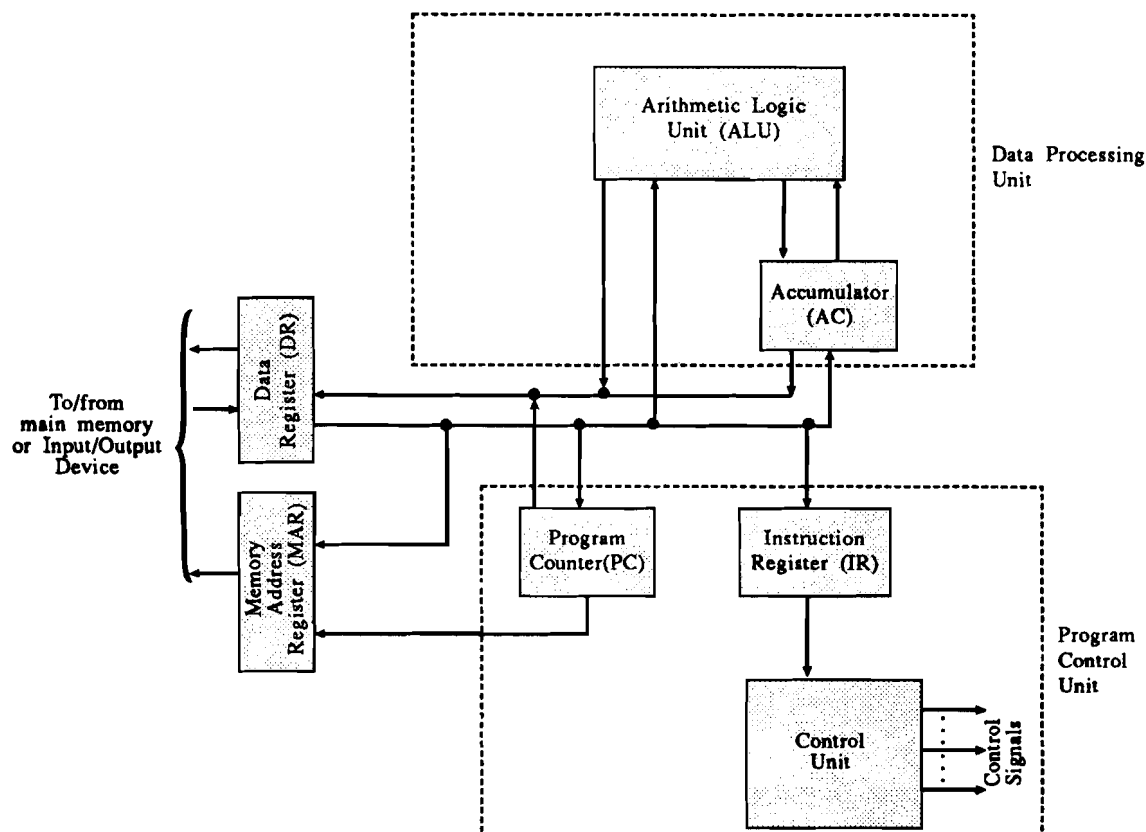 Arithmetic Logic
Unit (ALU)
Data Processing
Unit
Accumulator
(AC)
Data
Register (DR)
To/from
main memory
or Input/Output
Device
Memory
Address
Register (MAR)
Program
Counter(PC)
Instruction
Register (IR)
Program
Control
Unit
Control
Unit
Control
Signals